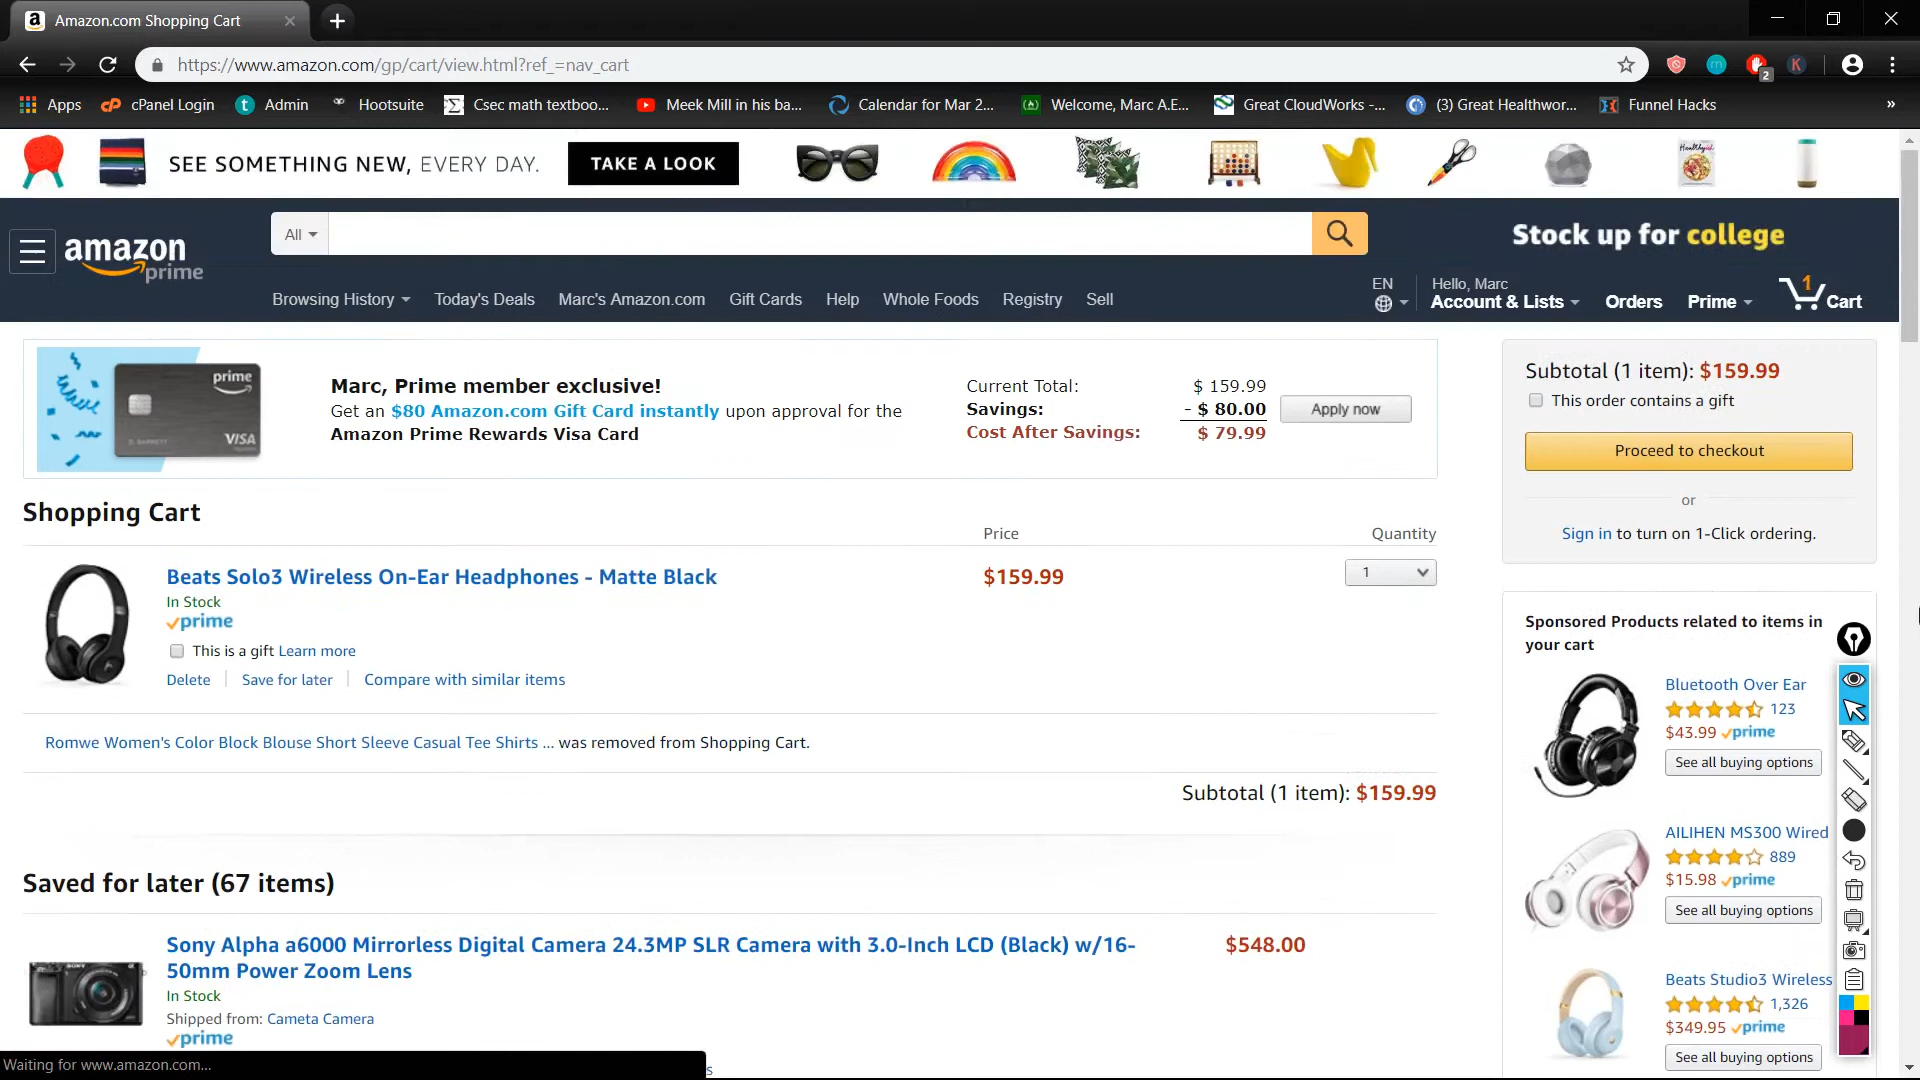 Amazon.com Shopping Cart
https://www.amazon.com/gp/cart/view.html?ref_=nav_cart
2
K
Apps
cPanel Login
Admin
Hootsuite
Csec math textboo...
Meek Mill in his ba...
Calendar for Mar 2...
Welcome, Marc A.E...
Great CloudWorks -...
(3) Great Healthwor...
Funnel Hacks
»
SEE SOMETHING NEW, EVERY DAY.
TAKE A LOOK
amazon
prime
All
Stock up for college
Browsing History
Today's Deals
Marc's Amazon.com
Gift Cards
Help
Whole Foods
Registry
Sell
EN
Hello, Marc
Account & Lists
Orders
Prime
1
Cart
prime
VISA
Marc, Prime member exclusive!
Get an $80 Amazon.com Gift Card instantly upon approval for the
Amazon Prime Rewards Visa Card
Current Total: $ 159.99
Savings: - $ 80.00
Cost After Savings: $ 79.99
Apply now
Subtotal (1 item): $159.99
This order contains a gift
Proceed to checkout
or
Sign in to turn on 1-Click ordering.
Shopping Cart
Price
Quantity
Beats Solo3 Wireless On-Ear Headphones - Matte Black
$159.99
1
In Stock
prime
This is a gift Learn more
Delete
Save for later
Compare with similar items
Romwe Women's Color Block Blouse Short Sleeve Casual Tee Shirts ... was removed from Shopping Cart.
Subtotal (1 item): $159.99
Saved for later (67 items)
Sony Alpha a6000 Mirrorless Digital Camera 24.3MP SLR Camera with 3.0-Inch LCD (Black) w/16-
50mm Power Zoom Lens
$548.00
In Stock
Shipped from: Cameta Camera
prime
Sponsored Products related to items in
your cart
Bluetooth Over Ear
123
$43.99 prime
See all buying options
AILIHEN MS300 Wired
889
$15.98 prime
See all buying options
Beats Studio3 Wireless
1,326
$349.95 prime
See all buying options
Waiting for www.amazon.com...
s